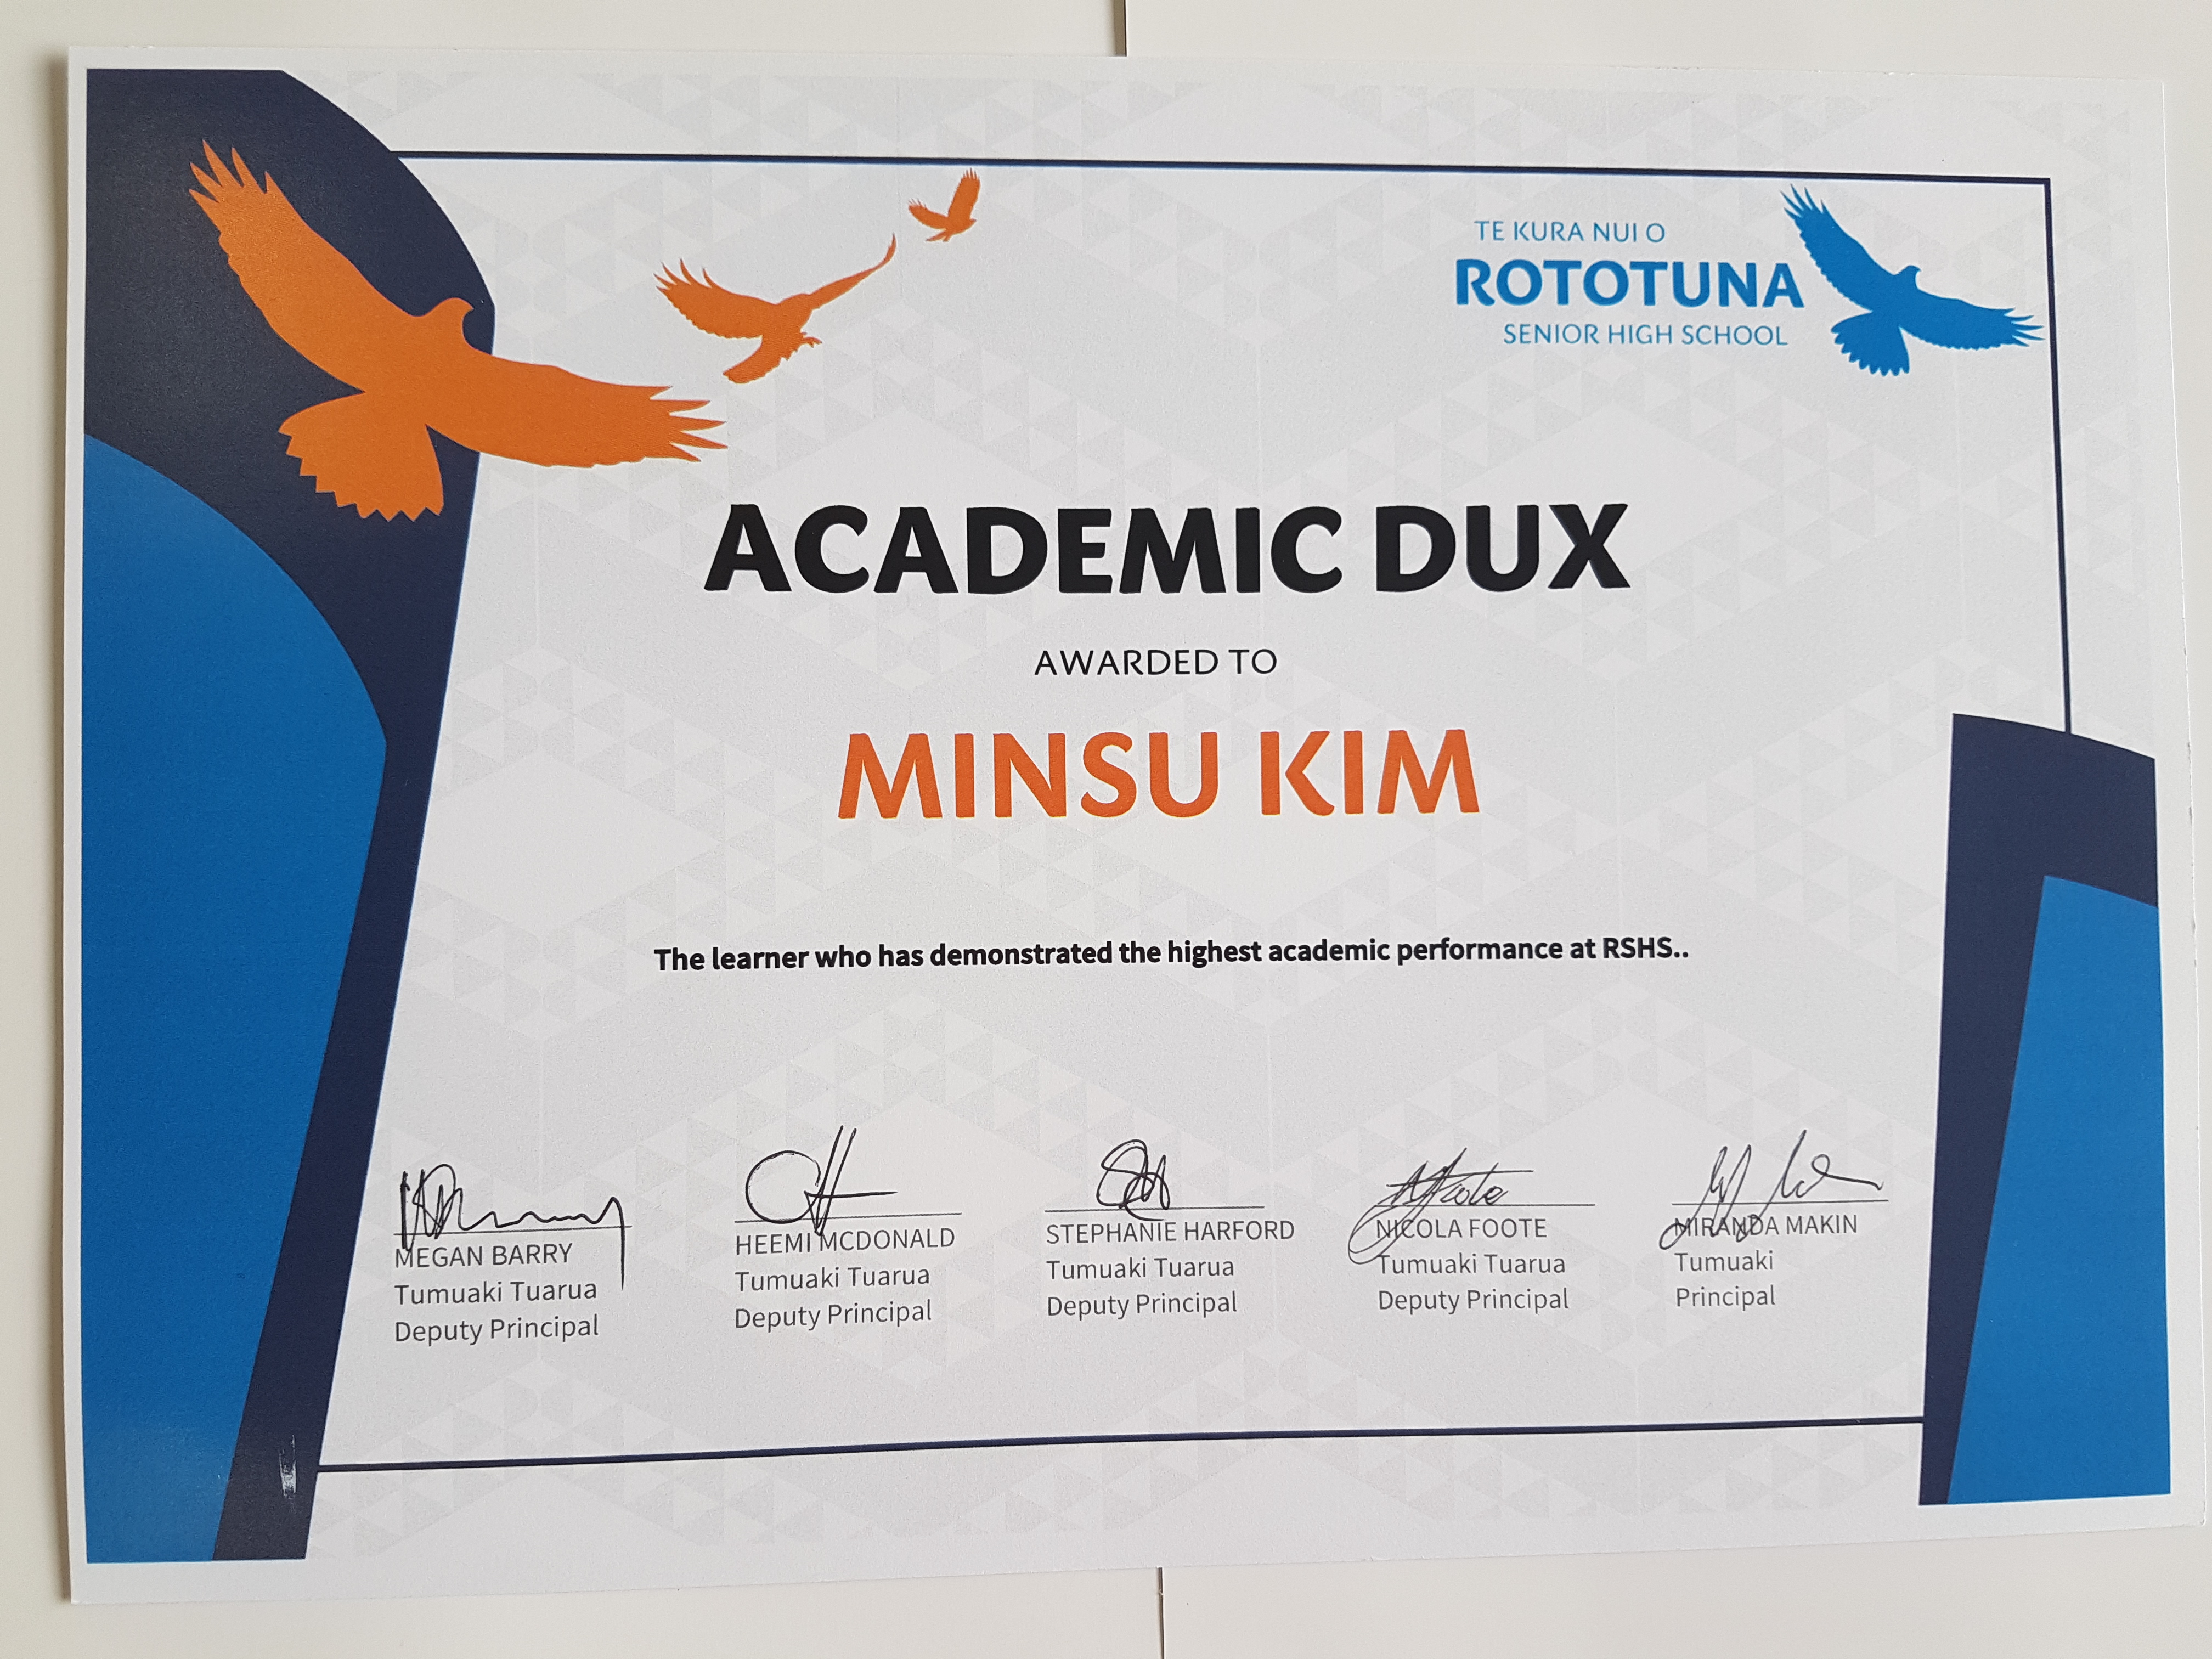 TE KURA NUI O
ROTOTUNA
SENIOR HIGH SCHOOL
ACADEMIC DUX
AWARDED TO
MINSU KIM
The learner who has demonstrated the highest academic performance at RSHS..
MEGAN BARRY
Tumuaki Tuarua
Deputy Principal
HEEMI MCDONALD
Tumuaki Tuarua
Deputy Principal
STEPHANIE HARFORD
Tumuaki Tuarua
Deputy Principal
NICOLA FOOTE
Tumuaki Tuarua
Deputy Principal
MIRANDA MAKIN
Tumuaki
Principal